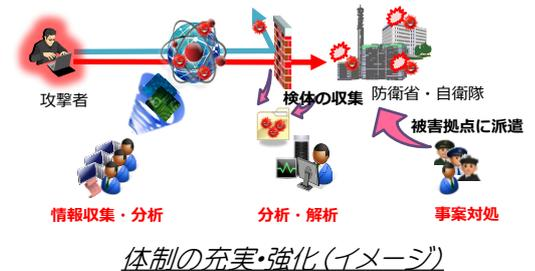 攻撃者
検体の収集
防衛省・自衛隊
被害拠点に派遣
情報収集・分析
分析・解析
事案対処
体制の充実・強化（イメージ）